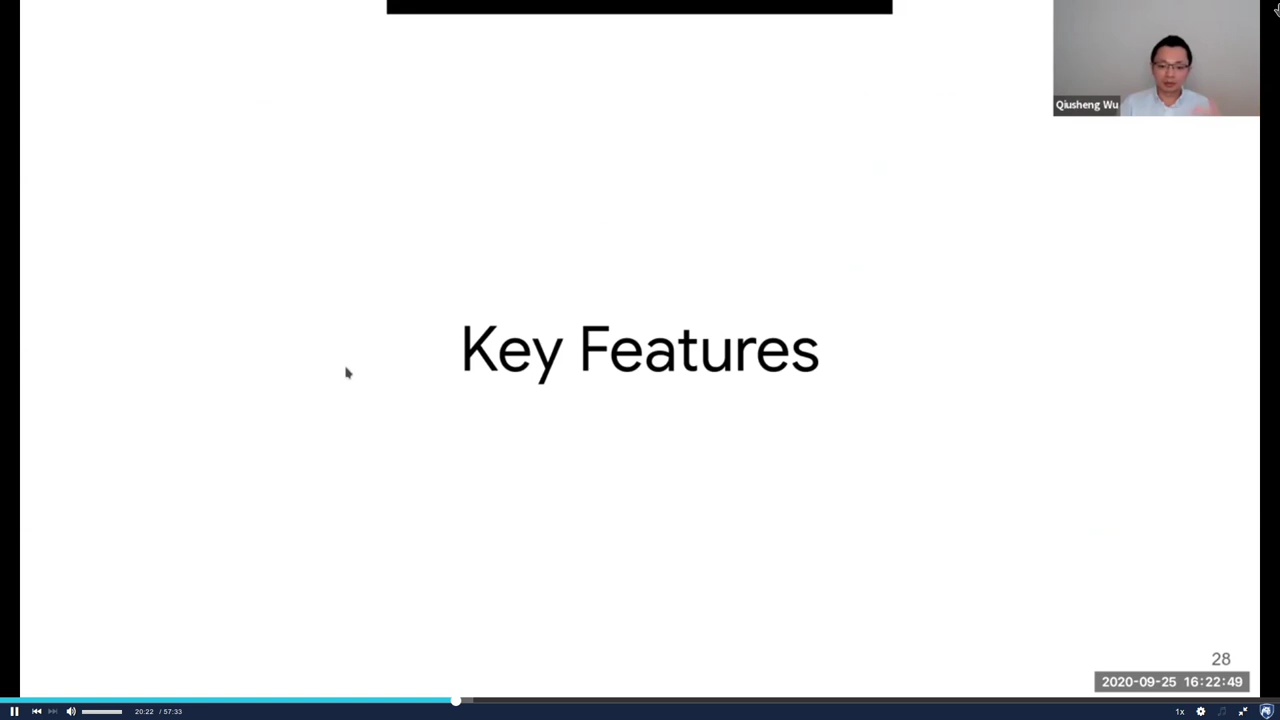 Qiusheng Wu
Key Features
28
2020-09-25 16:22:49
20:22 / 57:33
1x